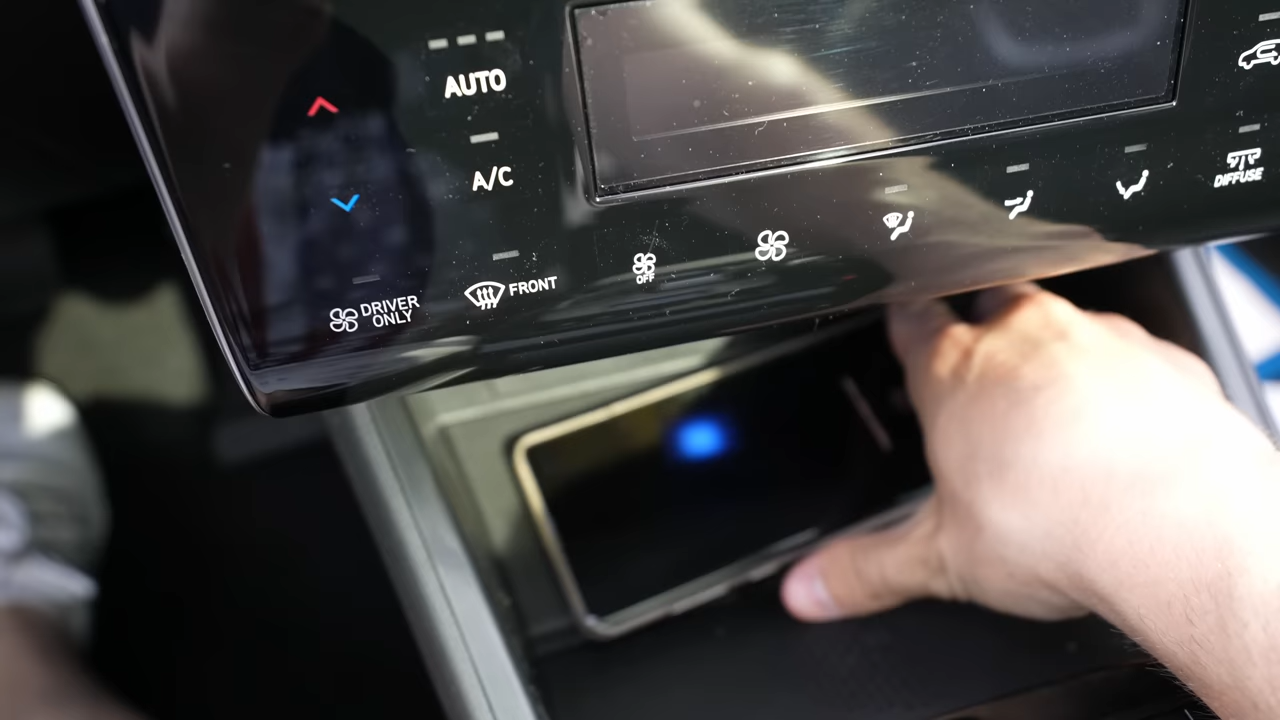 AUTO
A/C
DIFFUSE
DRIVER
ONLY
FRONT
OFF